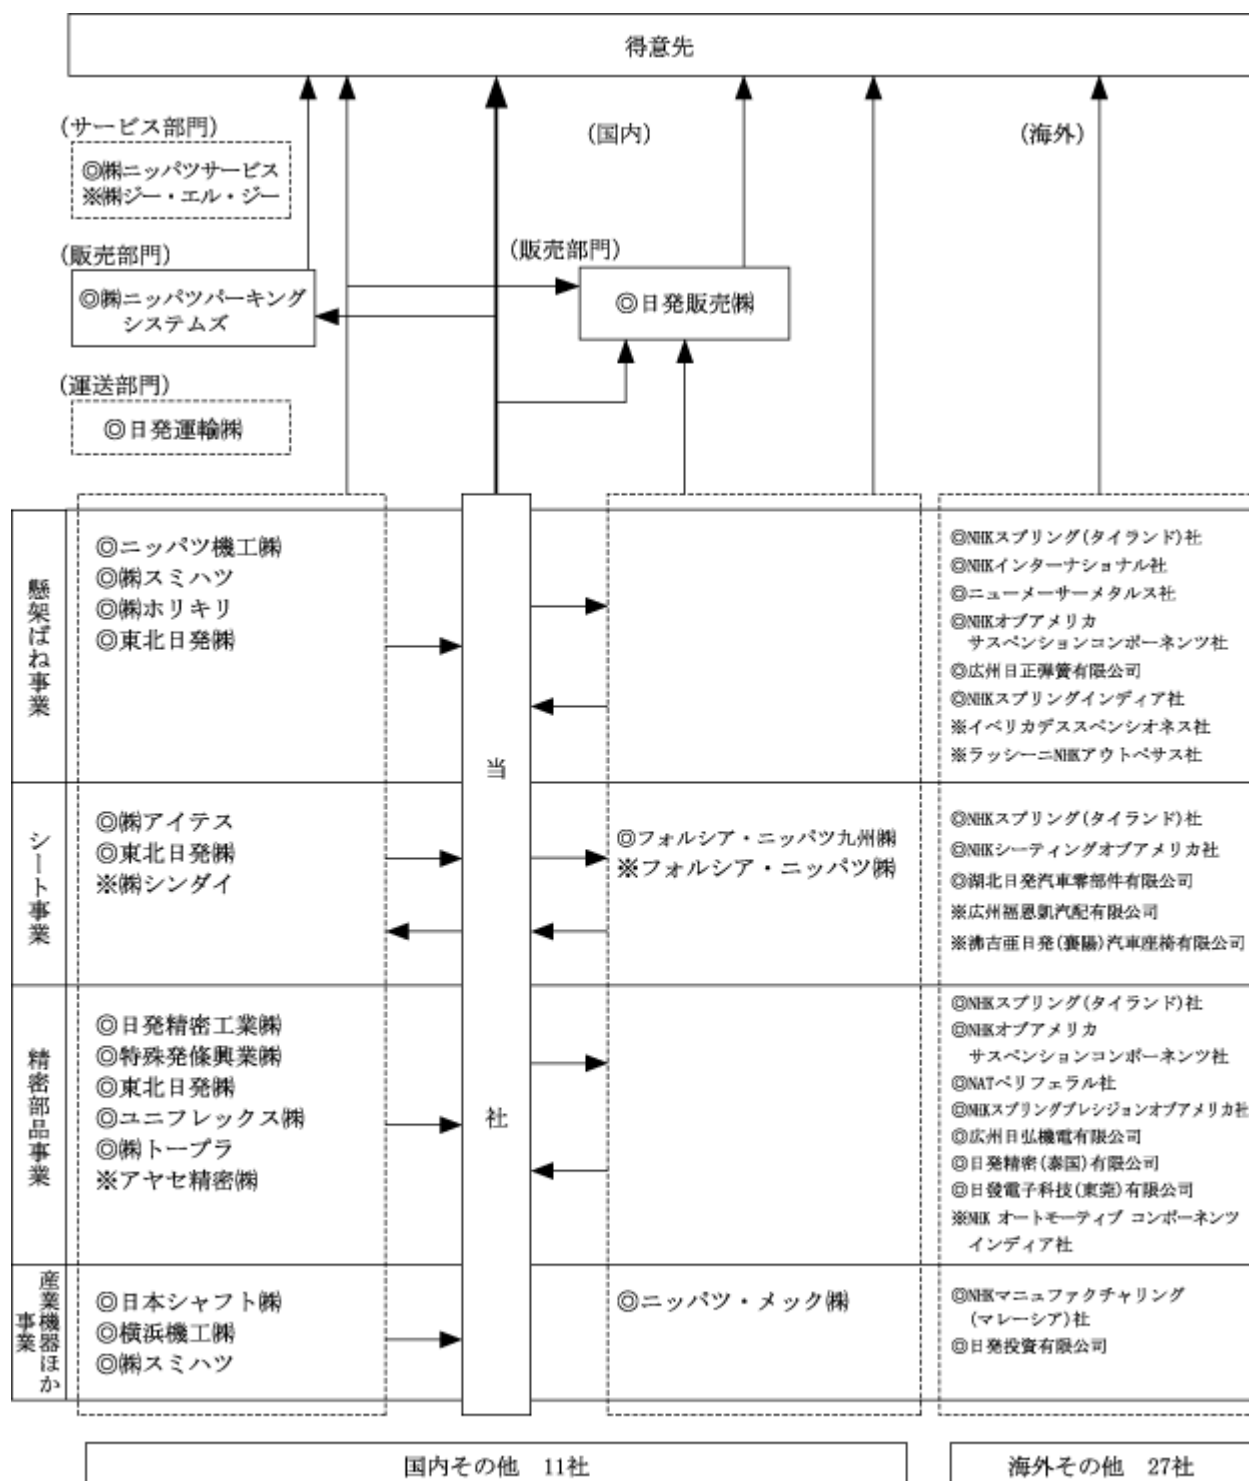 得意先
(サービス部門)
(国内)
(海外)
◎㈱ニッパツサービス
※㈱ジー・エル・ジー
(販売部門)
(販売部門)
◎㈱ニッパツパーキング
システムズ
◎日発販売㈱
(運送部門)
◎日発運輸㈱
懸架ばね事業
◎ニッパツ機工㈱
◎㈱スミハツ
◎㈱ホリキリ
◎東北日発㈱
当社
◎NHKスプリング(タイランド)社
◎NHKインターナショナル社
◎ニューメーサーメタルス社
◎NHKオブアメリカ
サスペンションコンポーネンツ社
◎広州日正弾簧有限公司
◎NHKスプリングインディア社
※イベリカデススペンシオネス社
※ラッシーニNHKアウトペサス社
シート事業
◎㈱アイテス
◎東北日発㈱
※㈱シンダイ
◎フォルシア・ニッパツ九州㈱
※フォルシア・ニッパツ㈱
◎NHKスプリング(タイランド)社
◎NHKシーティングオブアメリカ社
◎湖北日発汽車零部件有限公司
※広州福恩凱汽配有限公司
※沸吉亜日発(襄陽)汽車座椅有限公司
精密部品事業
◎日発精密工業㈱
◎特殊発條興業㈱
◎東北日発㈱
◎ユニフレックス㈱
◎㈱トープラ
※アヤセ精密㈱
◎NHKスプリング(タイランド)社
◎NHKオブアメリカ
サスペンションコンポーネンツ社
◎NATペリフェラル社
◎NHKスプリングプレシジョンオブアメリカ社
◎広州日弘機電有限公司
◎日発精密(泰国)有限公司
◎日發電子科技(東莞)有限公司
※NHK オートモーティブ コンポーネンツ
インディア社
産業機器ほか
事業
◎日本シャフト㈱
◎横浜機工㈱
◎㈱スミハツ
◎ニッパツ・メック㈱
◎NHKマニュファクチャリング
(マレーシア)社
◎日発投資有限公司
国内その他 11社
海外その他 27社